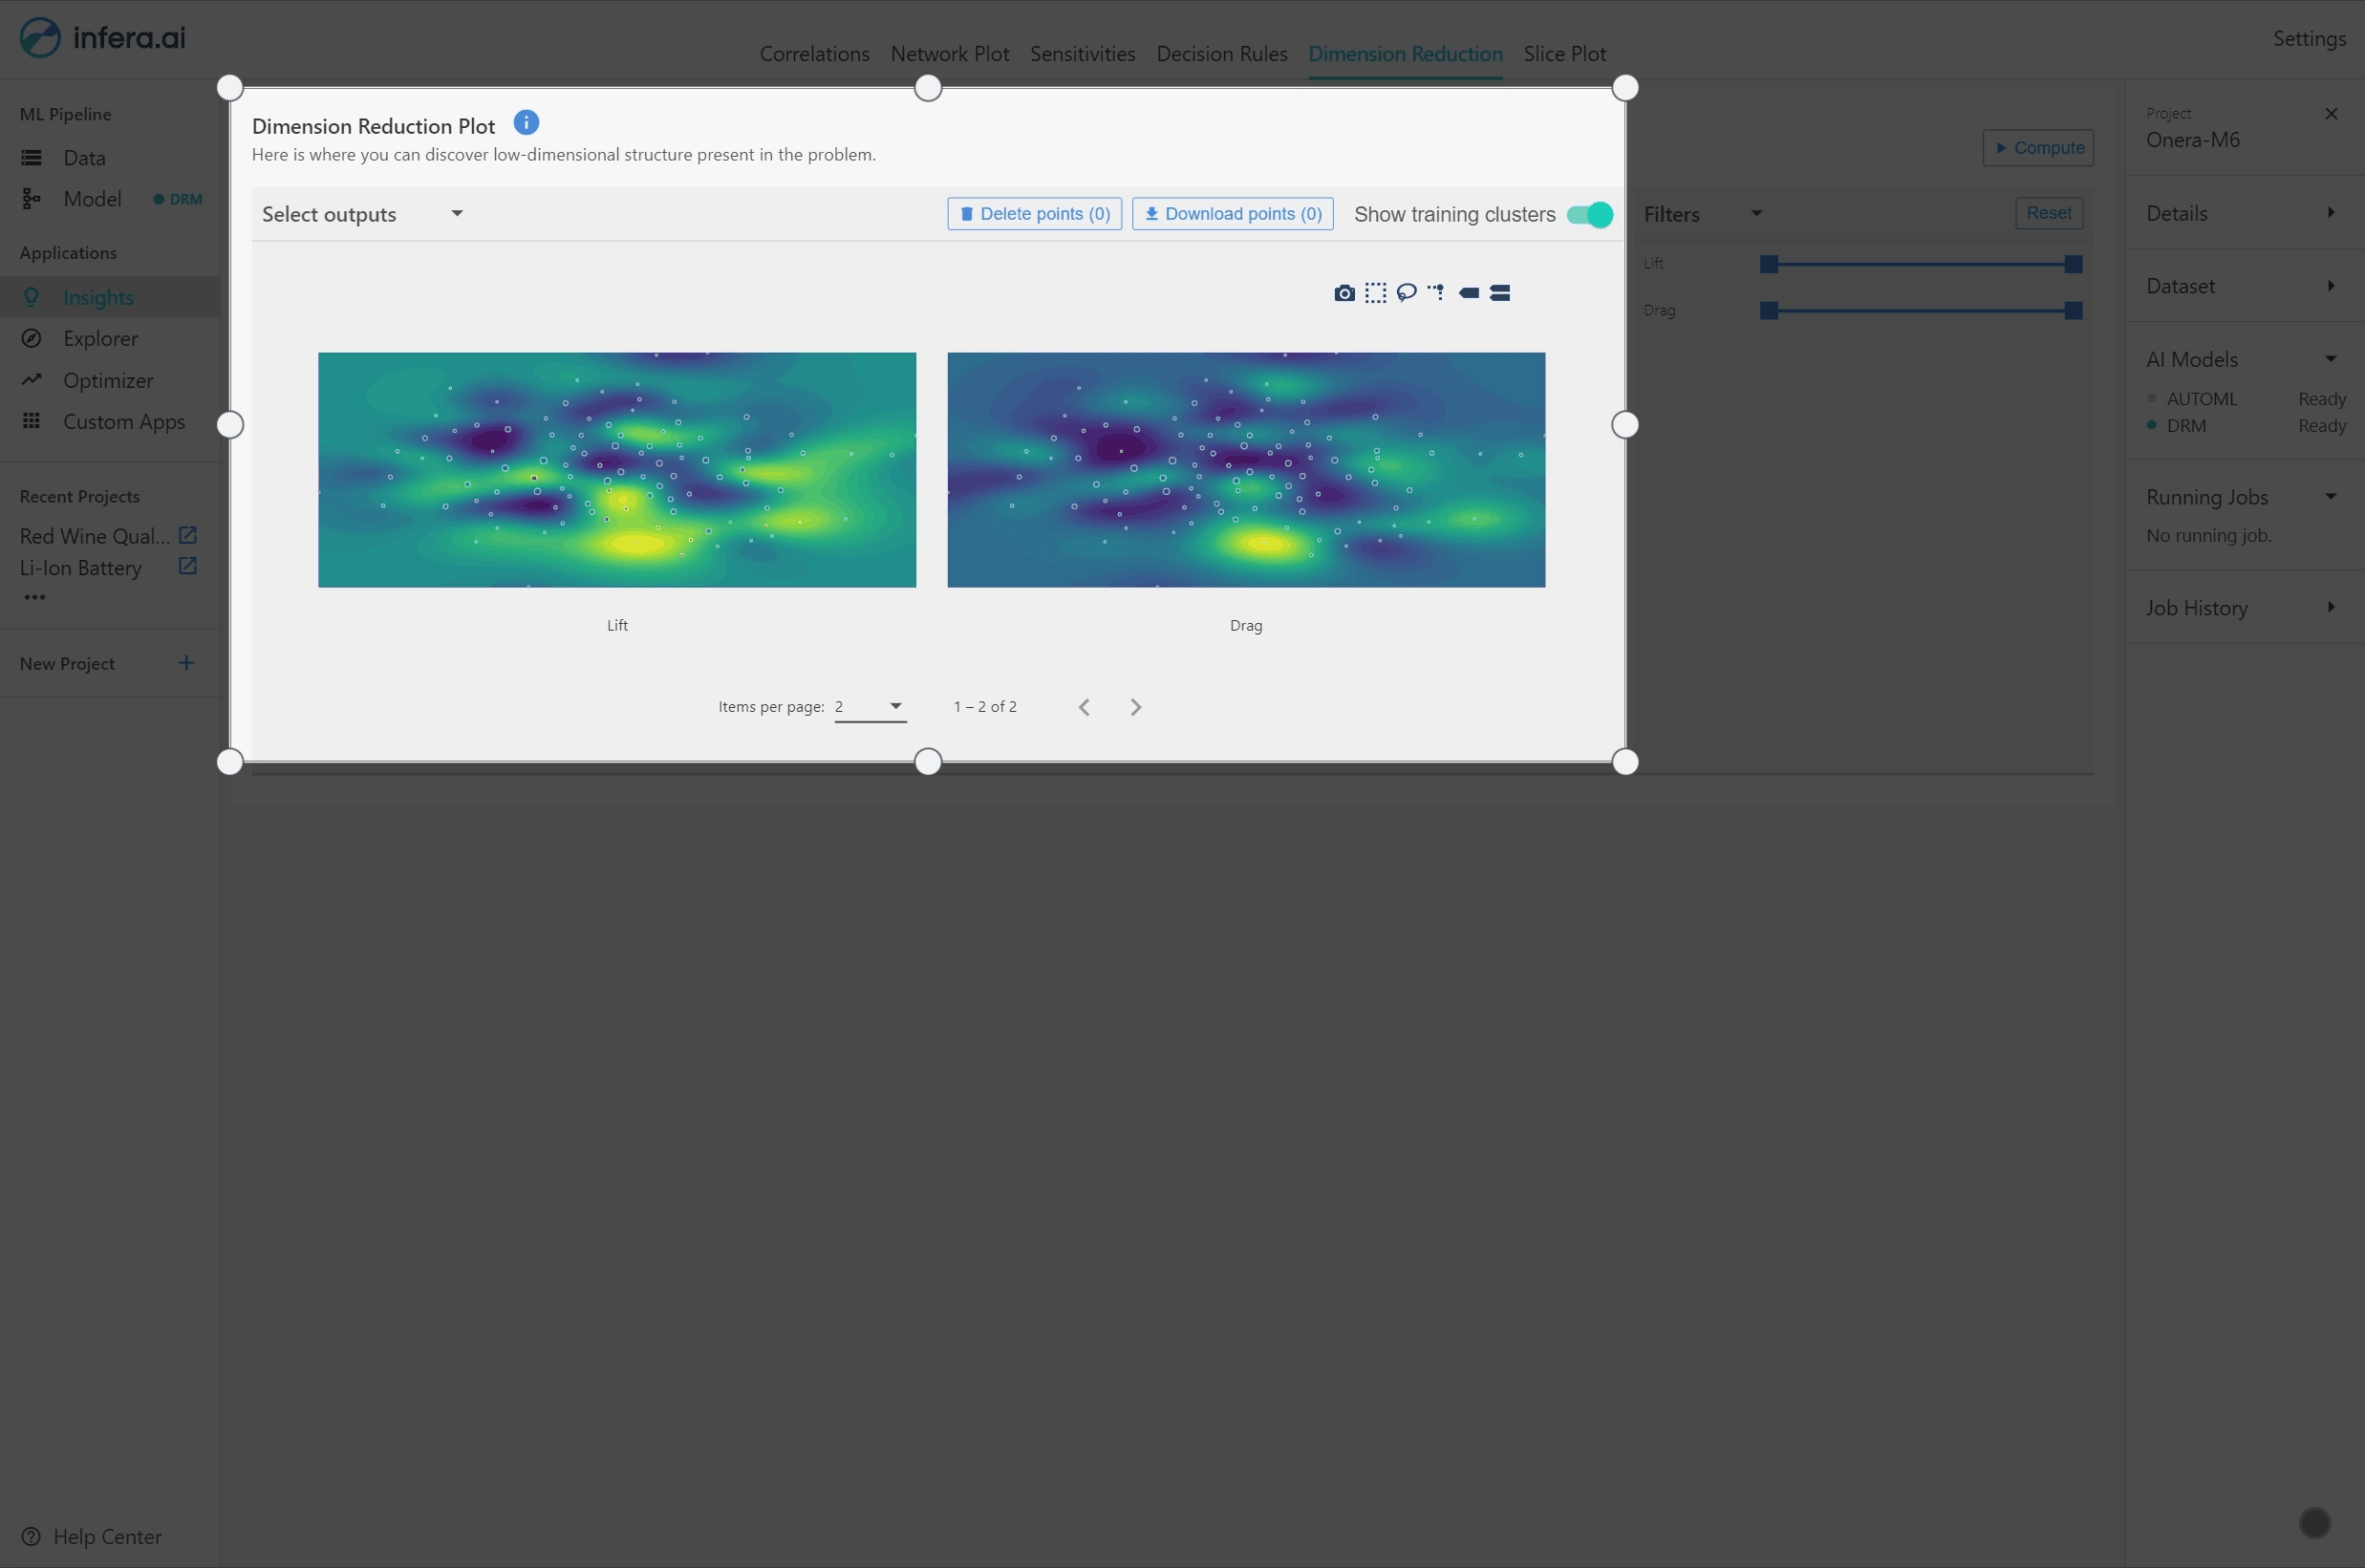 infera.ai
Correlations Network Plot Sensitivities Decision Rules Dimension Reduction Slice Plot
Settings
ML Pipeline
Data
Model DRM
Applications
Insights
Explorer
Optimizer
Custom Apps
Recent Projects
Red Wine Qual...
Li-Ion Battery
New Project
Help Center
Dimension Reduction Plot
Here is where you can discover low-dimensional structure present in the problem.
Compute
Select outputs
Delete points (0) Download points (0) Show training clusters
Filters Reset
Lift
Drag
Lift Drag
Items per page: 2 1 – 2 of 2
Project
Onera-M6
Details
Dataset
AI Models
AUTOML Ready
DRM Ready
Running Jobs
No running job.
Job History